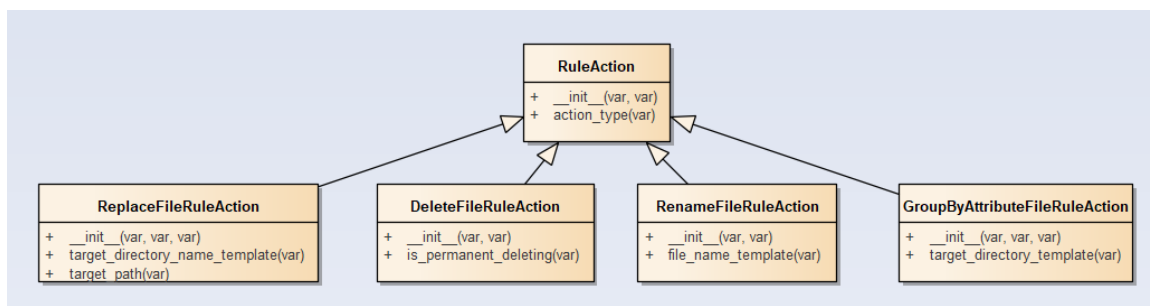 RuleAction
+ __init__(var, var)
+ action_type(var)
ReplaceFileRuleAction
+ __init__(var, var, var)
+ target_directory_name_template(var)
+ target_path(var)
DeleteFileRuleAction
+ __init__(var, var)
+ is_permanent_deleting(var)
RenameFileRuleAction
+ __init__(var, var)
+ file_name_template(var)
GroupByAttributeFileRuleAction
+ __init__(var, var, var)
+ target_directory_template(var)